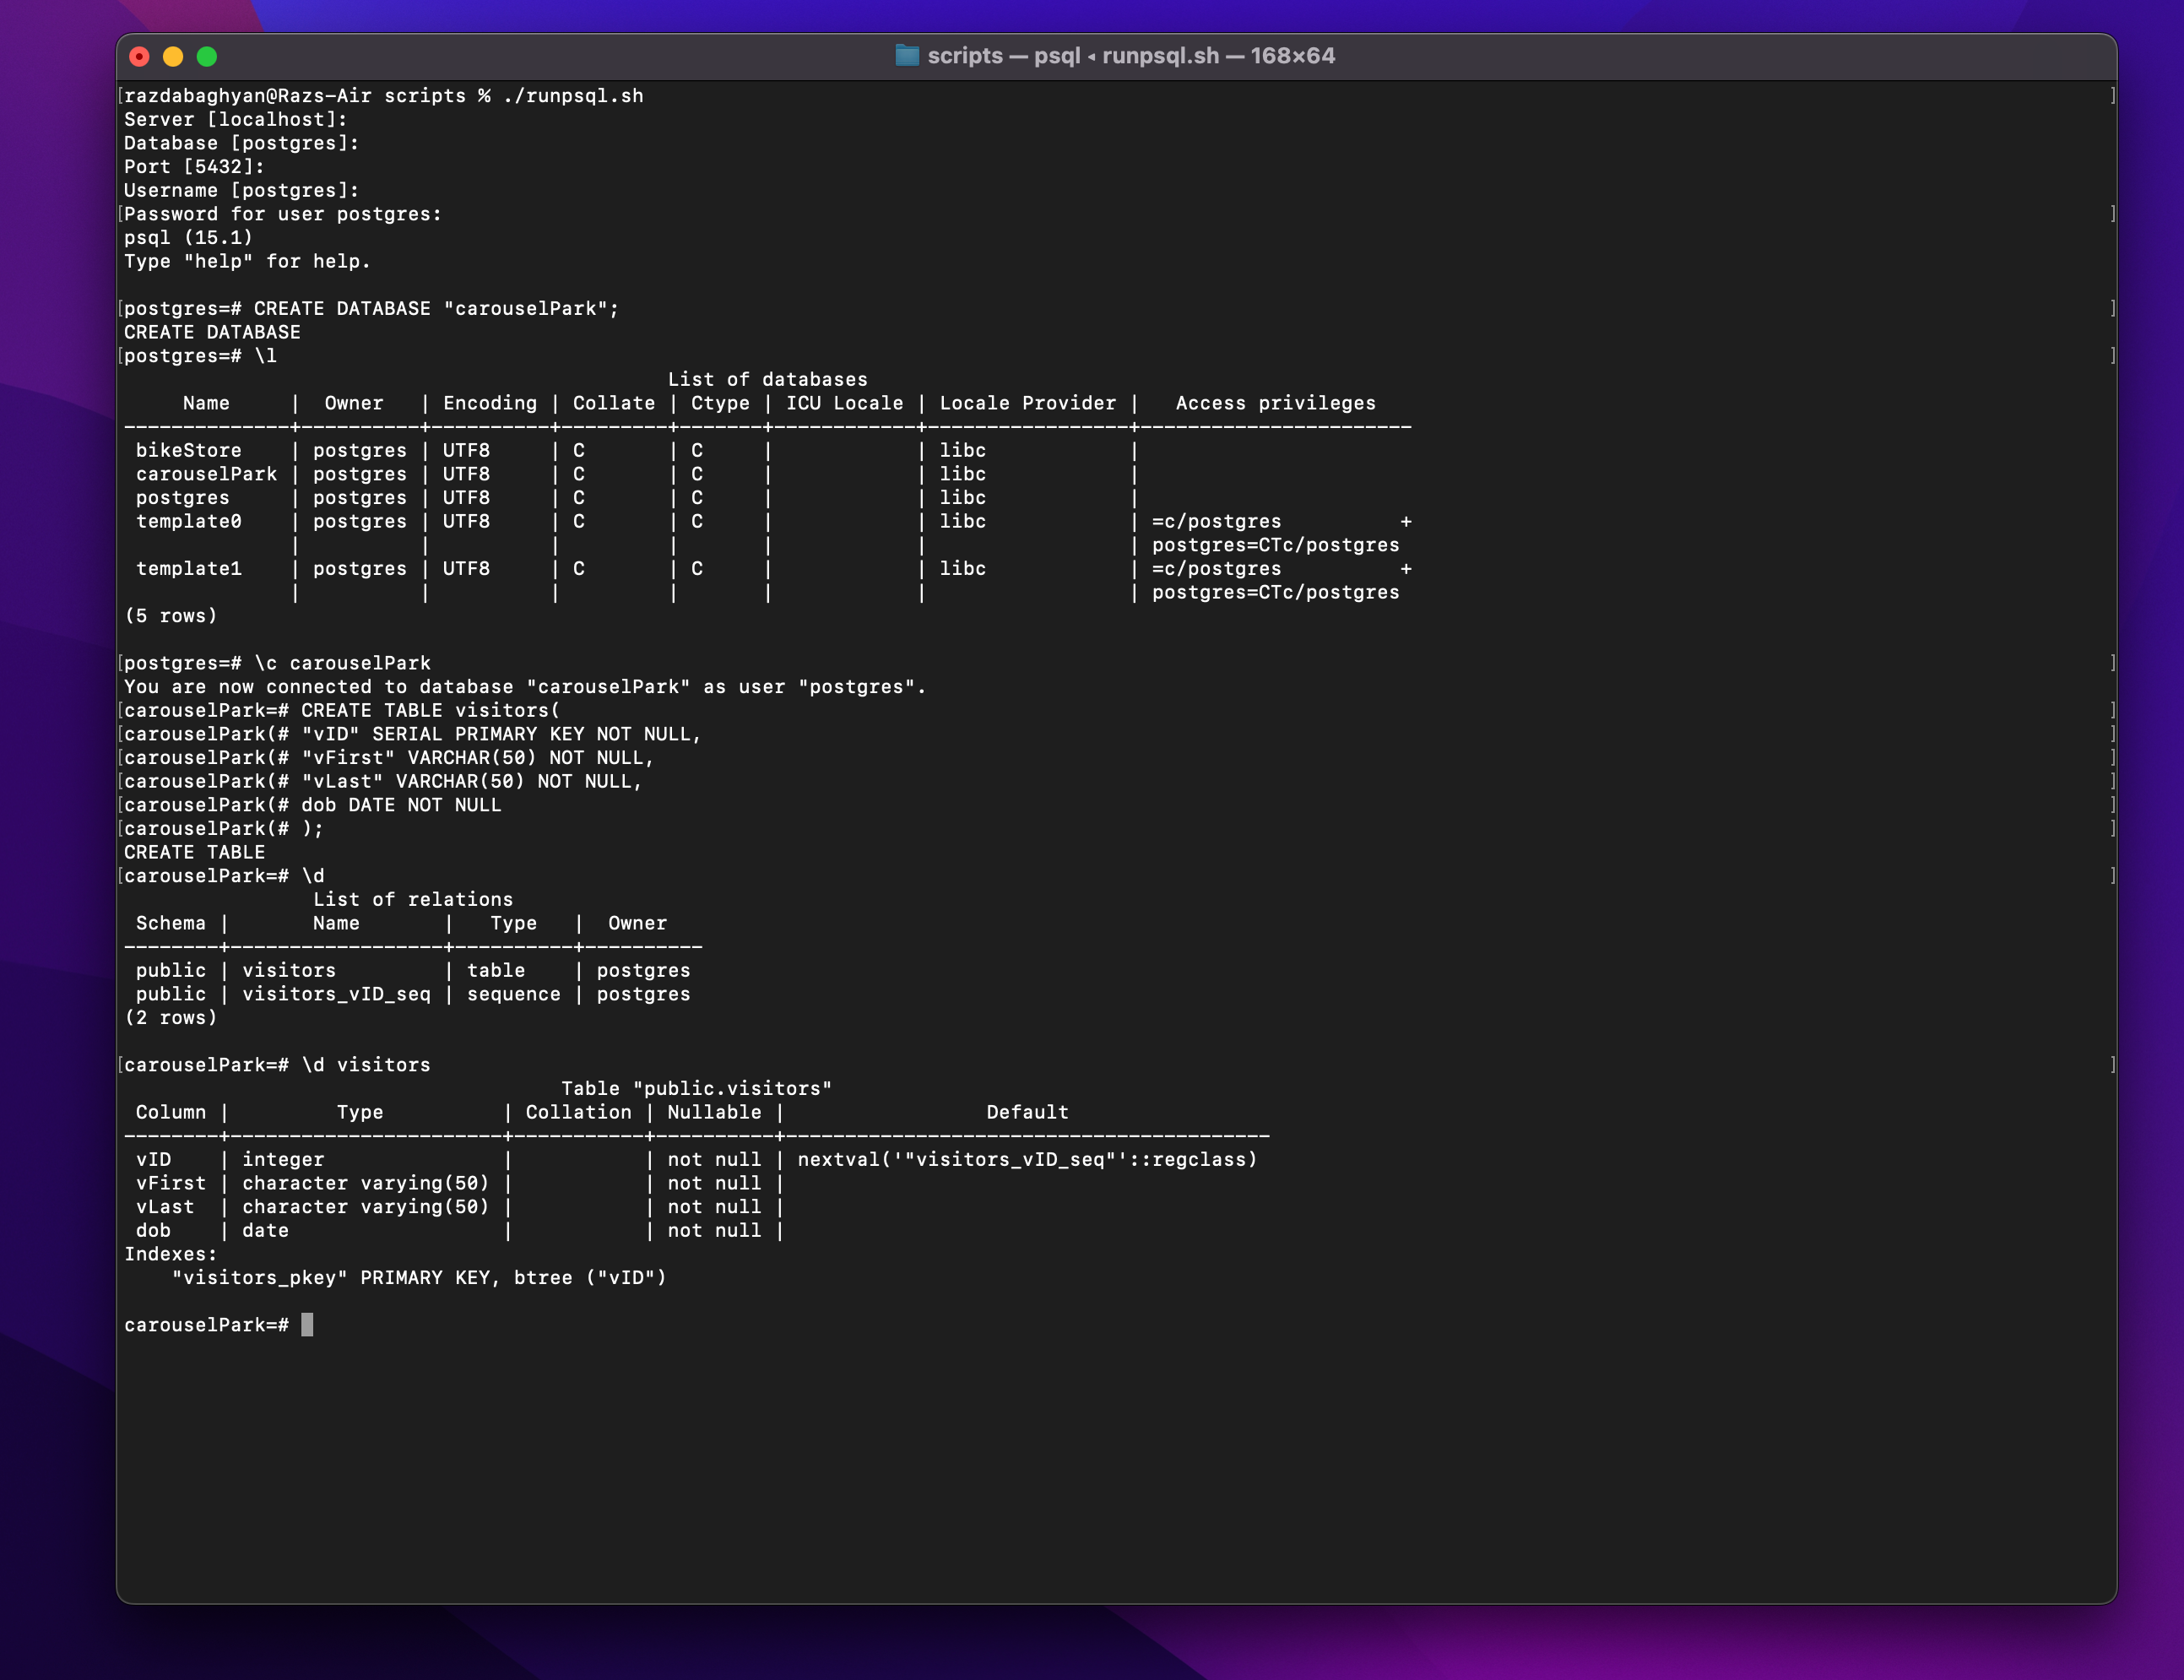 scripts — psql ◂ runpsql.sh — 168×64
[razdabaghyan@Razs-Air scripts % ./runpsql.sh ]
Server [localhost]:
Database [postgres]:
Port [5432]:
Username [postgres]:
[Password for user postgres: ]
psql (15.1)
Type "help" for help.
[postgres=# CREATE DATABASE "carouselPark"; ]
CREATE DATABASE
[postgres=# \l ]
List of databases
Name | Owner | Encoding | Collate | Ctype | ICU Locale | Locale Provider | Access privileges
--------------+----------+----------+---------+-------+------------+-----------------+-----------------------
bikeStore | postgres | UTF8 | C | C | | libc |
carouselPark | postgres | UTF8 | C | C | | libc |
postgres | postgres | UTF8 | C | C | | libc |
template0 | postgres | UTF8 | C | C | | libc | =c/postgres +
| | | | | | | postgres=CTc/postgres
template1 | postgres | UTF8 | C | C | | libc | =c/postgres +
| | | | | | | postgres=CTc/postgres
(5 rows)
[postgres=# \c carouselPark ]
You are now connected to database "carouselPark" as user "postgres".
[carouselPark=# CREATE TABLE visitors( ]
[carouselPark(# "vID" SERIAL PRIMARY KEY NOT NULL, ]
[carouselPark(# "vFirst" VARCHAR(50) NOT NULL, ]
[carouselPark(# "vLast" VARCHAR(50) NOT NULL, ]
[carouselPark(# dob DATE NOT NULL ]
[carouselPark(# ); ]
CREATE TABLE
[carouselPark=# \d ]
List of relations
Schema | Name | Type | Owner
--------+------------------+----------+----------
public | visitors | table | postgres
public | visitors_vID_seq | sequence | postgres
(2 rows)
[carouselPark=# \d visitors ]
Table "public.visitors"
Column | Type | Collation | Nullable | Default
--------+-----------------------+-----------+----------+-----------------------------------------
vID | integer | | not null | nextval('"visitors_vID_seq"'::regclass)
vFirst | character varying(50) | | not null |
vLast | character varying(50) | | not null |
dob | date | | not null |
Indexes:
"visitors_pkey" PRIMARY KEY, btree ("vID")
carouselPark=#